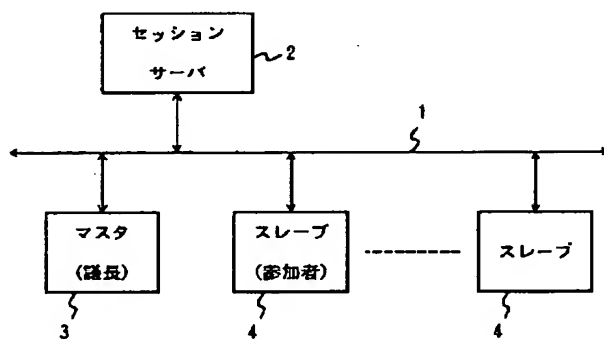 セッション
サーバ
2
1
マスタ
(議長)
スレーブ
(参加者)
スレーブ
3
4
4